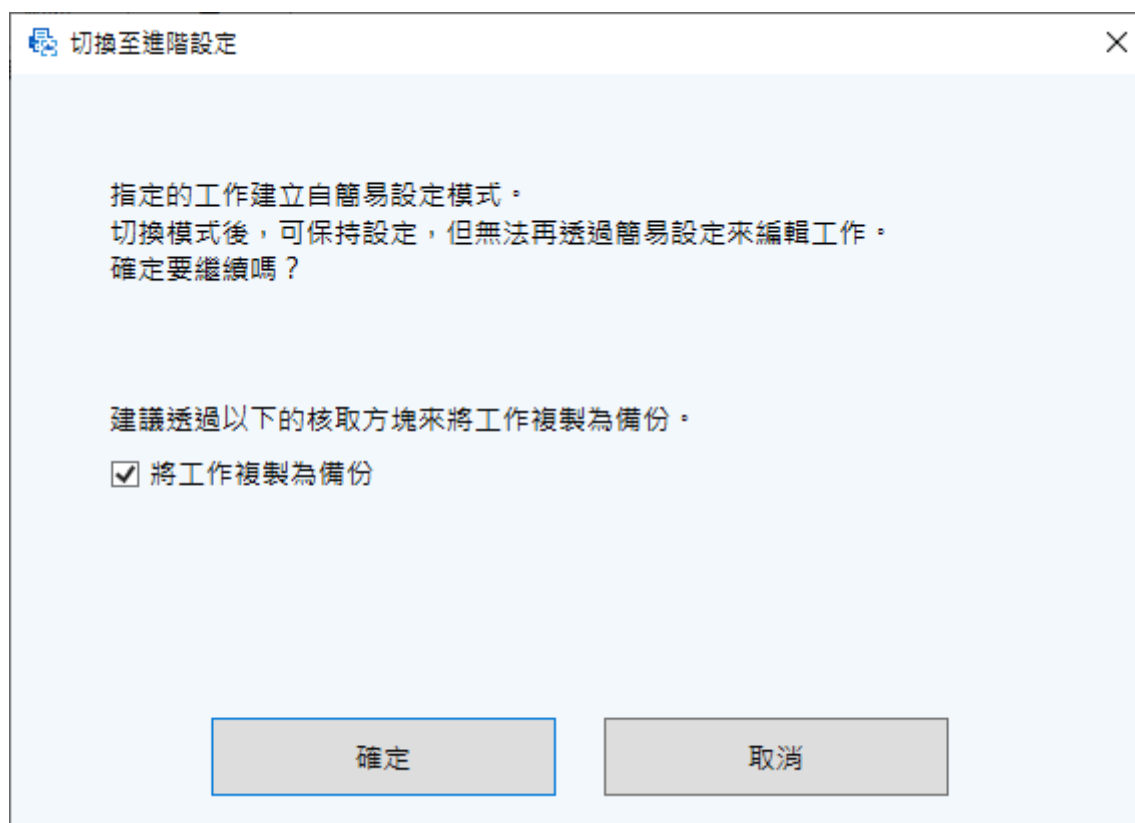 切換至進階設定
指定的工作建立自簡易設定模式。
切換模式後，可保持設定，但無法再透過簡易設定來編輯工作。
確定要繼續嗎？
建議透過以下的核取方塊來將工作複製為備份。
將工作複製為備份
確定
取消